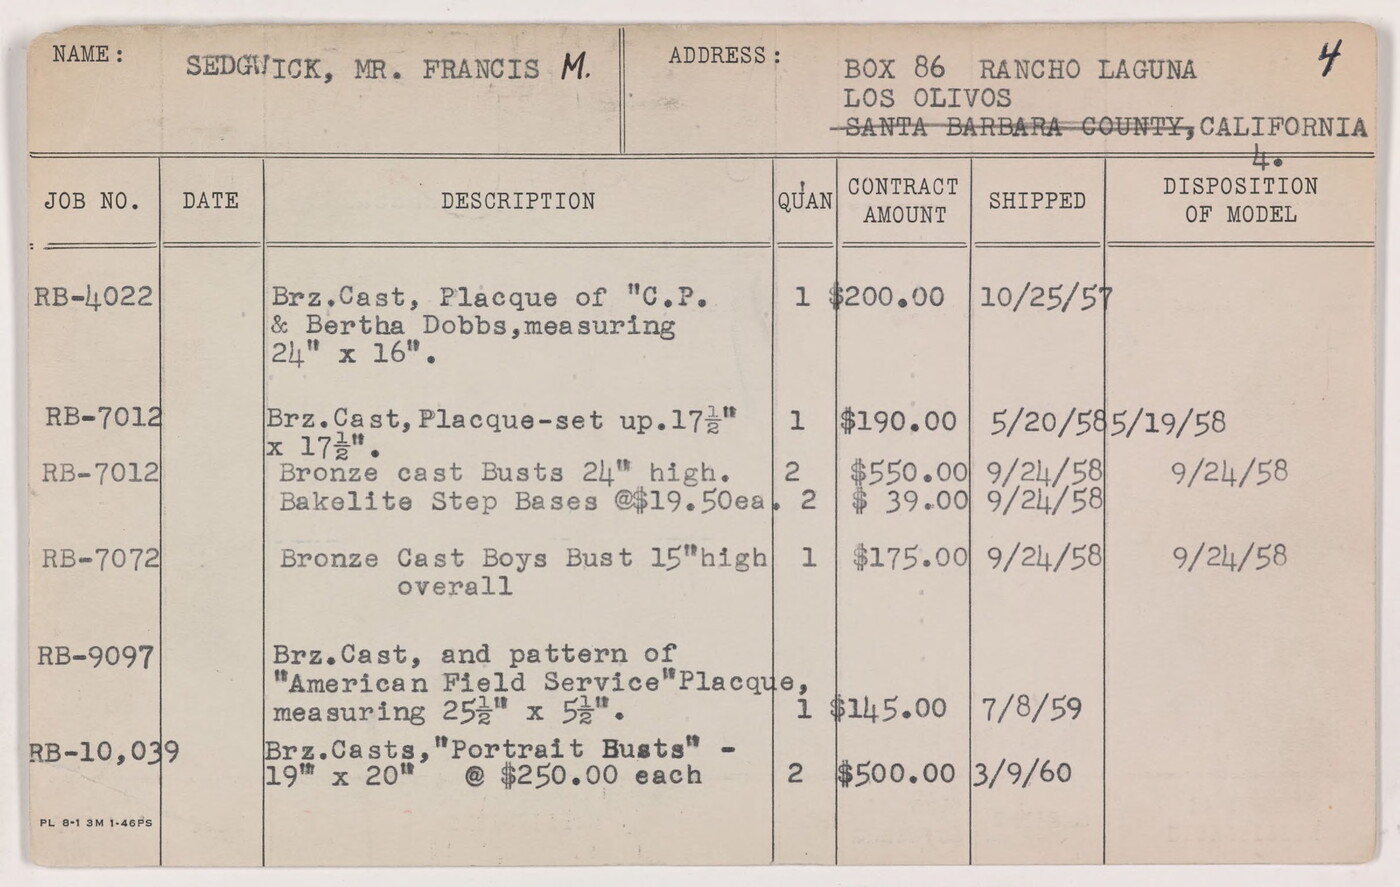 NAME: SEDGWICK, MR. FRANCIS M. ADDRESS: BOX 86 RANCHO LAGUNA 4
LOS OLIVOS
SANTA BARBARA COUNTY, CALIFORNIA
4.
JOB NO. DATE DESCRIPTION QUAN CONTRACT AMOUNT SHIPPED DISPOSITION OF MODEL
RB-4022 Brz.Cast, Placque of "C.P. 1 $200.00 10/25/57
& Bertha Dobbs,measuring
24" x 16".
RB-7012 Brz.Cast,Placque-set up.17½" 1 $190.00 5/20/58 5/19/58
x 17½".
RB-7012 Bronze cast Busts 24" high. 2 $550.00 9/24/58 9/24/58
Bakelite Step Bases @$19.50ea. 2 $ 39.00 9/24/58
RB-7072 Bronze Cast Boys Bust 15"high 1 $175.00 9/24/58 9/24/58
overall
RB-9097 Brz.Cast, and pattern of
"American Field Service"Placque,
measuring 25½" x 5½". 1 $145.00 7/8/59
RB-10,039 Brz.Casts,"Portrait Busts" -
19" x 20" @ $250.00 each 2 $500.00 3/9/60
PL 8-1 3M 1-46PS